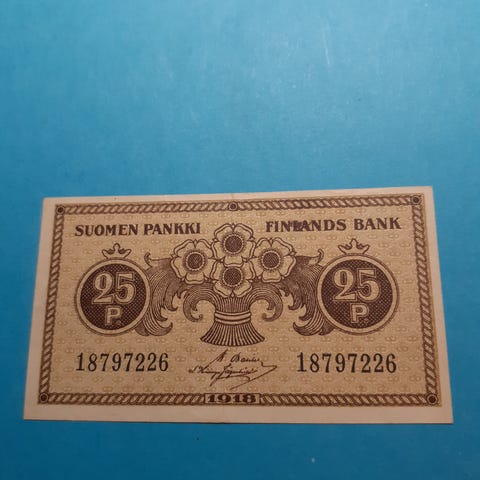 SUOMEN PANKKI FINLANDS BANK
25 P. 25 P.
18797226 18797226
1918